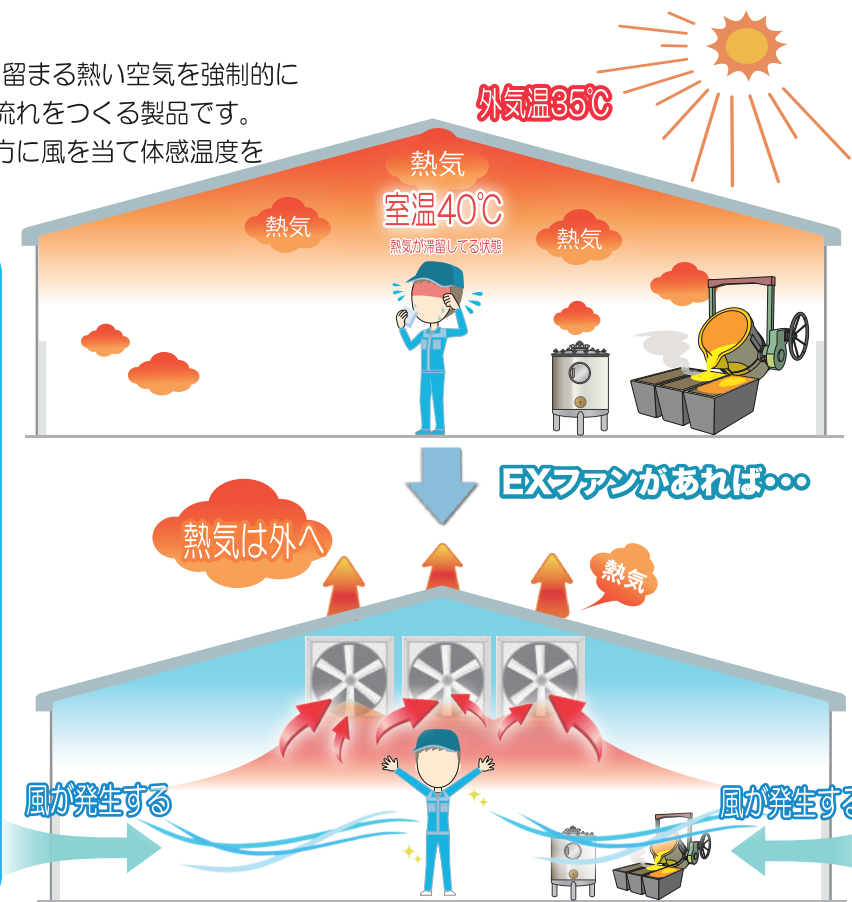 留まる熱い空気を強制的に
流れをつくる製品です。
方に風を当て体感温度を
外気温35℃
熱気
室温40℃
熱気が滞留してる状態
熱気
熱気
EXファンがあれば・・・
熱気は外へ
熱気
風が発生する
風が発生する